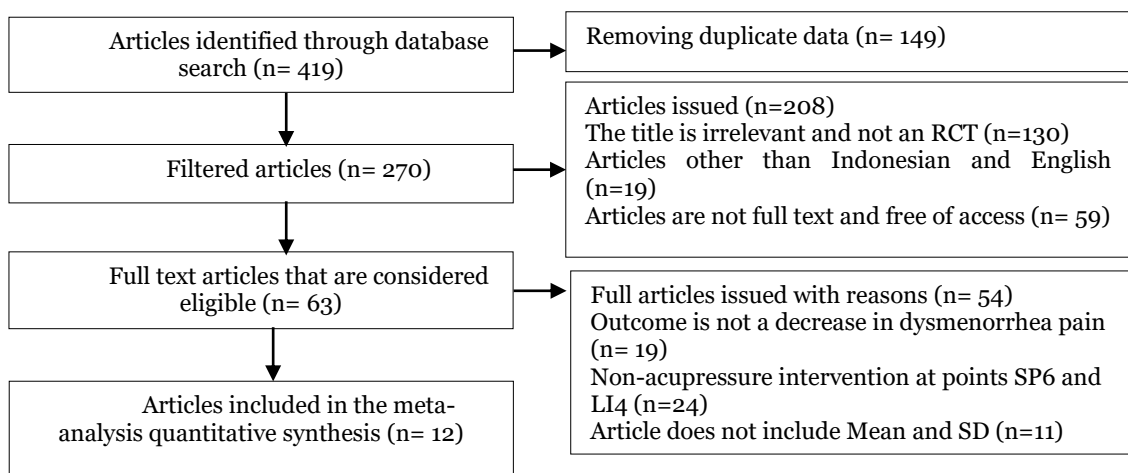 Articles identified through database
search (n= 419)
Removing duplicate data (n= 149)
Filtered articles (n= 270)
Articles issued (n=208)
The title is irrelevant and not an RCT (n=130)
Articles other than Indonesian and English
(n=19)
Articles are not full text and free of access (n= 59)
Full text articles that are considered
eligible (n= 63)
Full articles issued with reasons (n= 54)
Outcome is not a decrease in dysmenorrhea pain
(n= 19)
Non-acupressure intervention at points SP6 and
LI4 (n=24)
Article does not include Mean and SD (n=11)
Articles included in the meta-
analysis quantitative synthesis (n= 12)